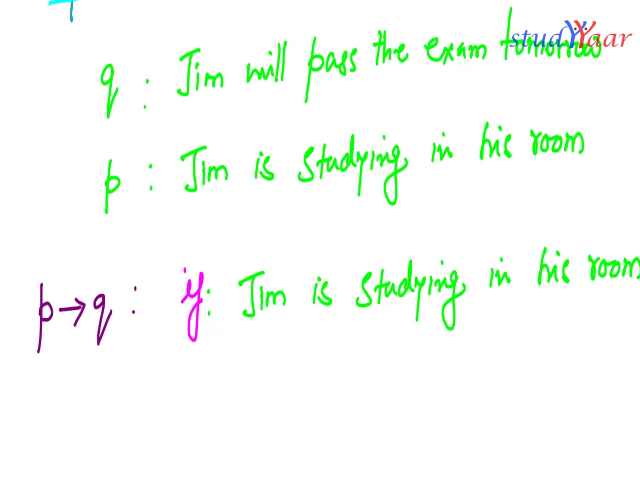 studYYaar
q : Jim will pass the exam tomorrow
p : Jim is studying in his room
p → q : if : Jim is studying in his room